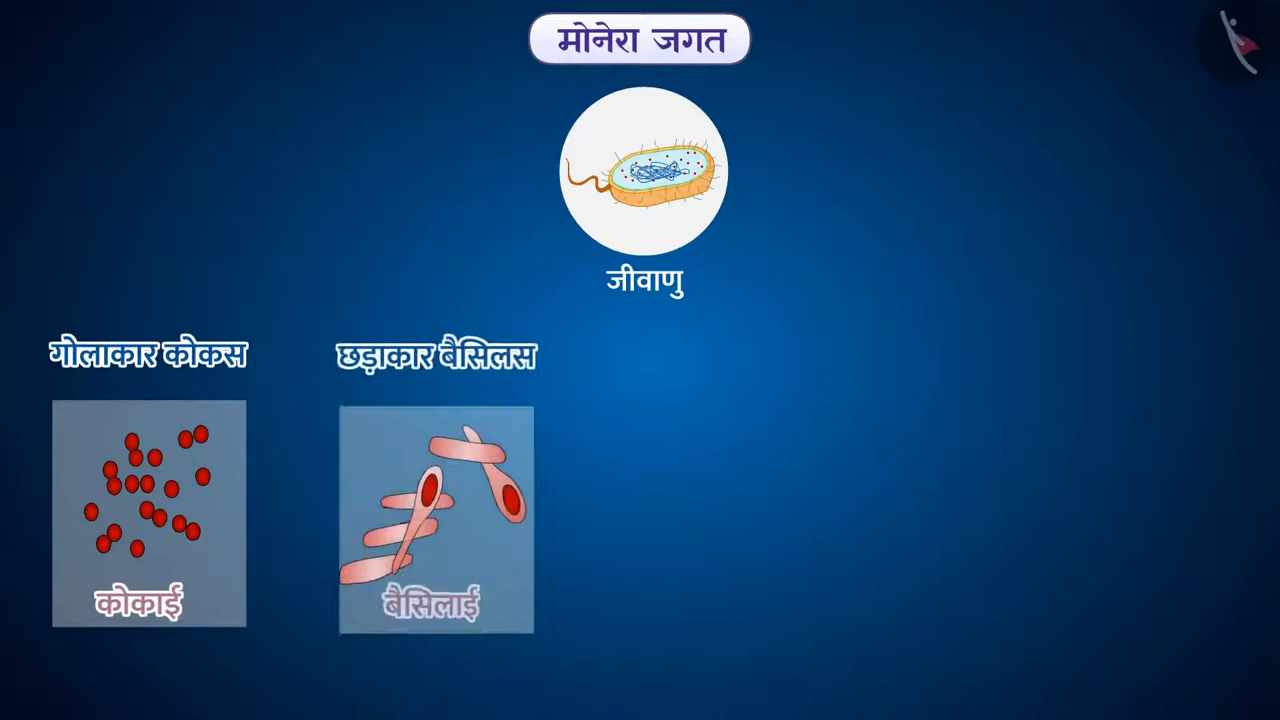 मोनेरा जगत
जीवाणु
गोलाकार कोकस
छड़ाकार बैसिलस
कोकाई
बैसिलाई